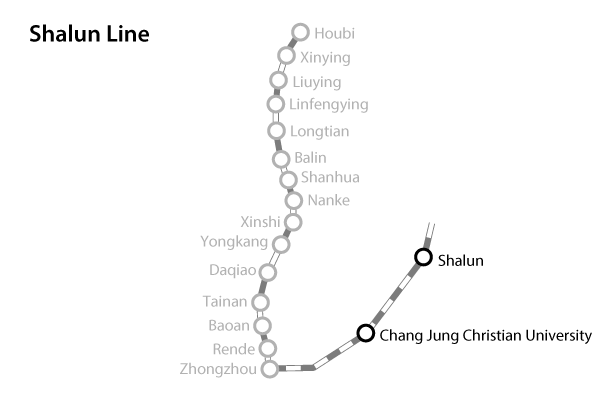 Shalun Line
Houbi
Xinying
Liuying
Linfengying
Longtian
Balin
Shanhua
Nanke
Xinshi
Yongkang
Shalun
Daqiao
Tainan
Baoan
Chang Jung Christian University
Rende
Zhongzhou